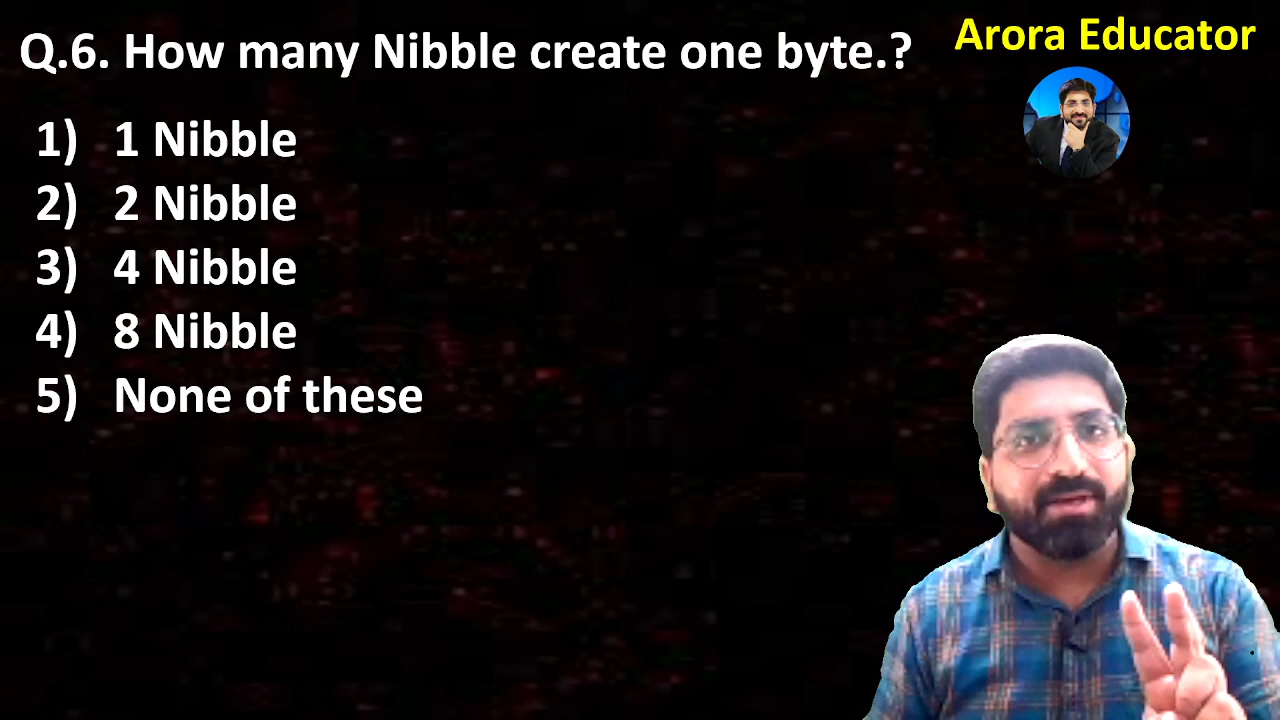 Q.6. How many Nibble create one byte.?
Arora Educator
1) 1 Nibble
2) 2 Nibble
3) 4 Nibble
4) 8 Nibble
5) None of these